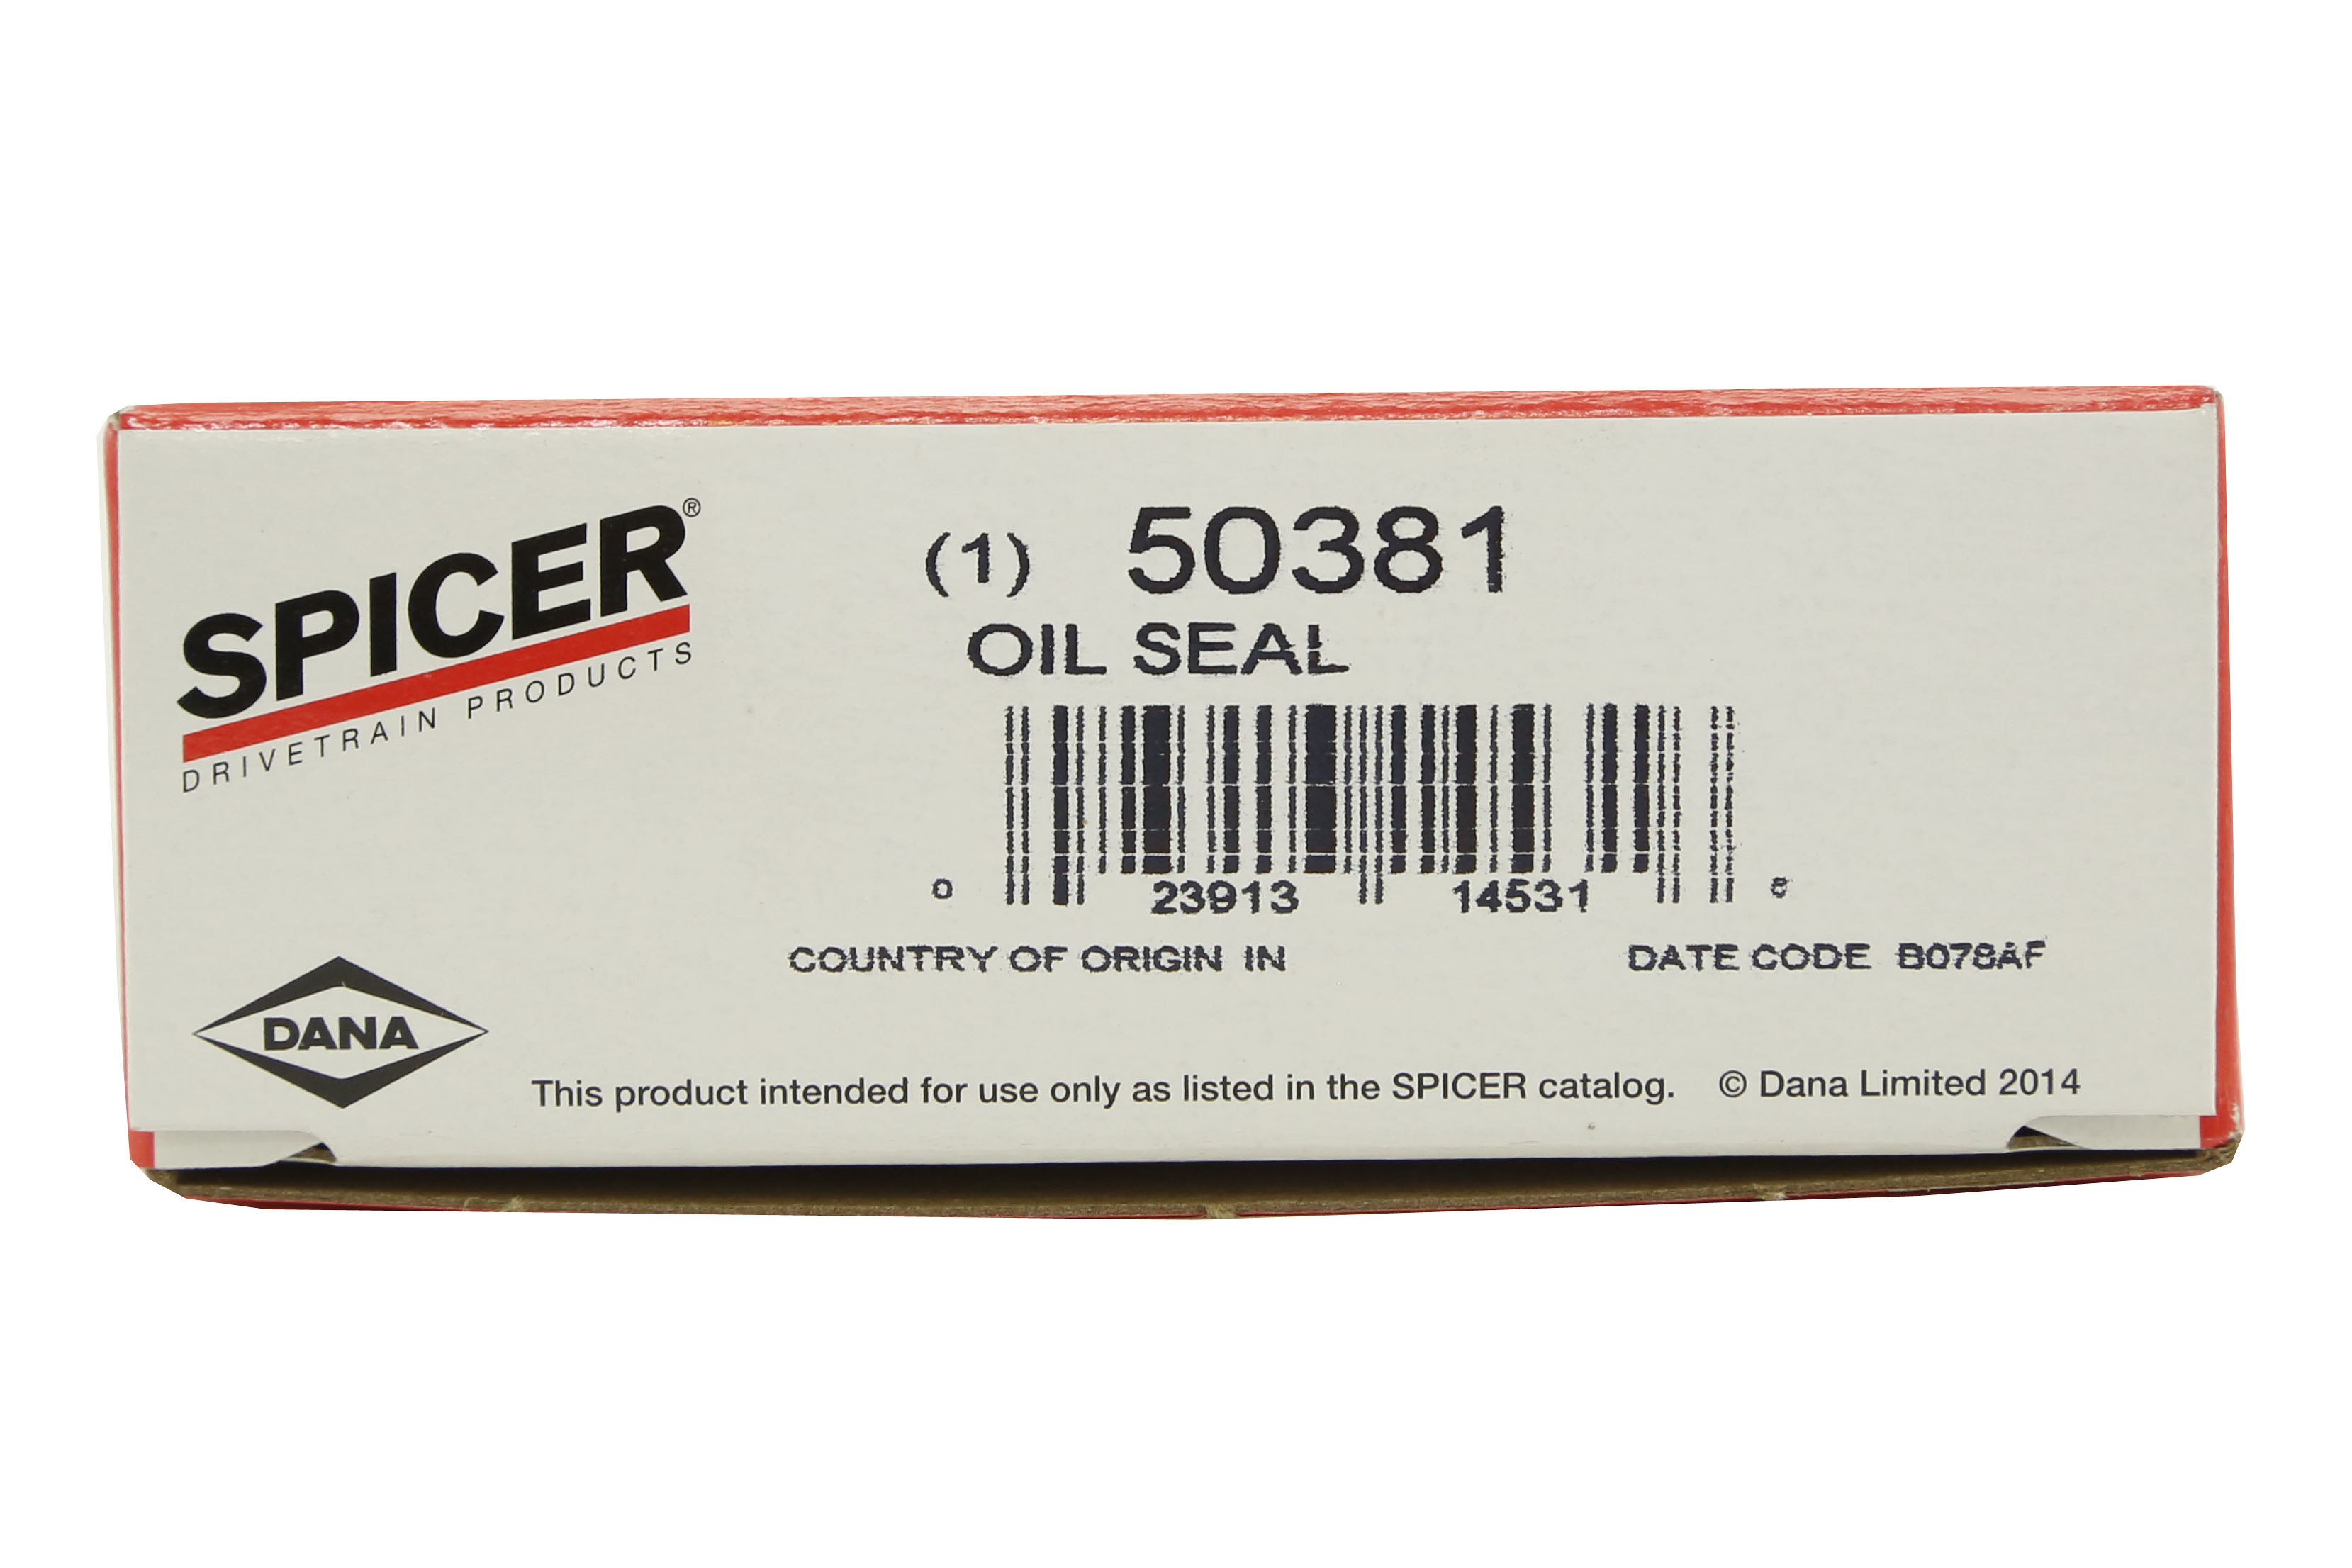 SPICER®
DRIVETRAIN PRODUCTS
(1) 50381
OIL SEAL
0 23913 14531 8
COUNTRY OF ORIGIN IN
DATE CODE B078AF
DANA
This product intended for use only as listed in the SPICER catalog. © Dana Limited 2014